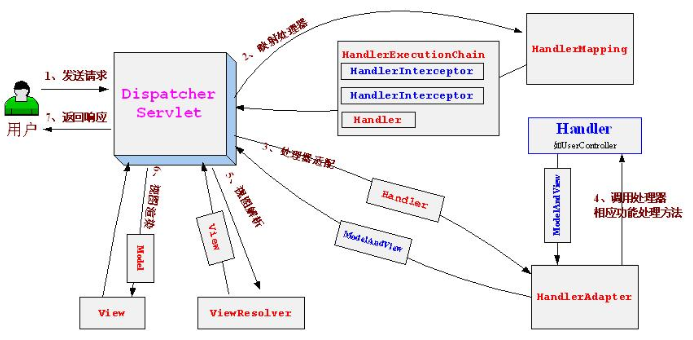 2、映射处理器
HandlerMapping
HandlerExecutionChain
HandlerInterceptor
HandlerInterceptor
Handler
1、发送请求
Dispatcher
Servlet
用户
7、返回响应
3、处理器适配
Handler
ModelAndView
Handler
如UserController
ModelAndView
4、调用处理器
相应功能处理方法
HandlerAdapter
6、视图渲染
Model
View
5、视图解析
View
ViewResolver